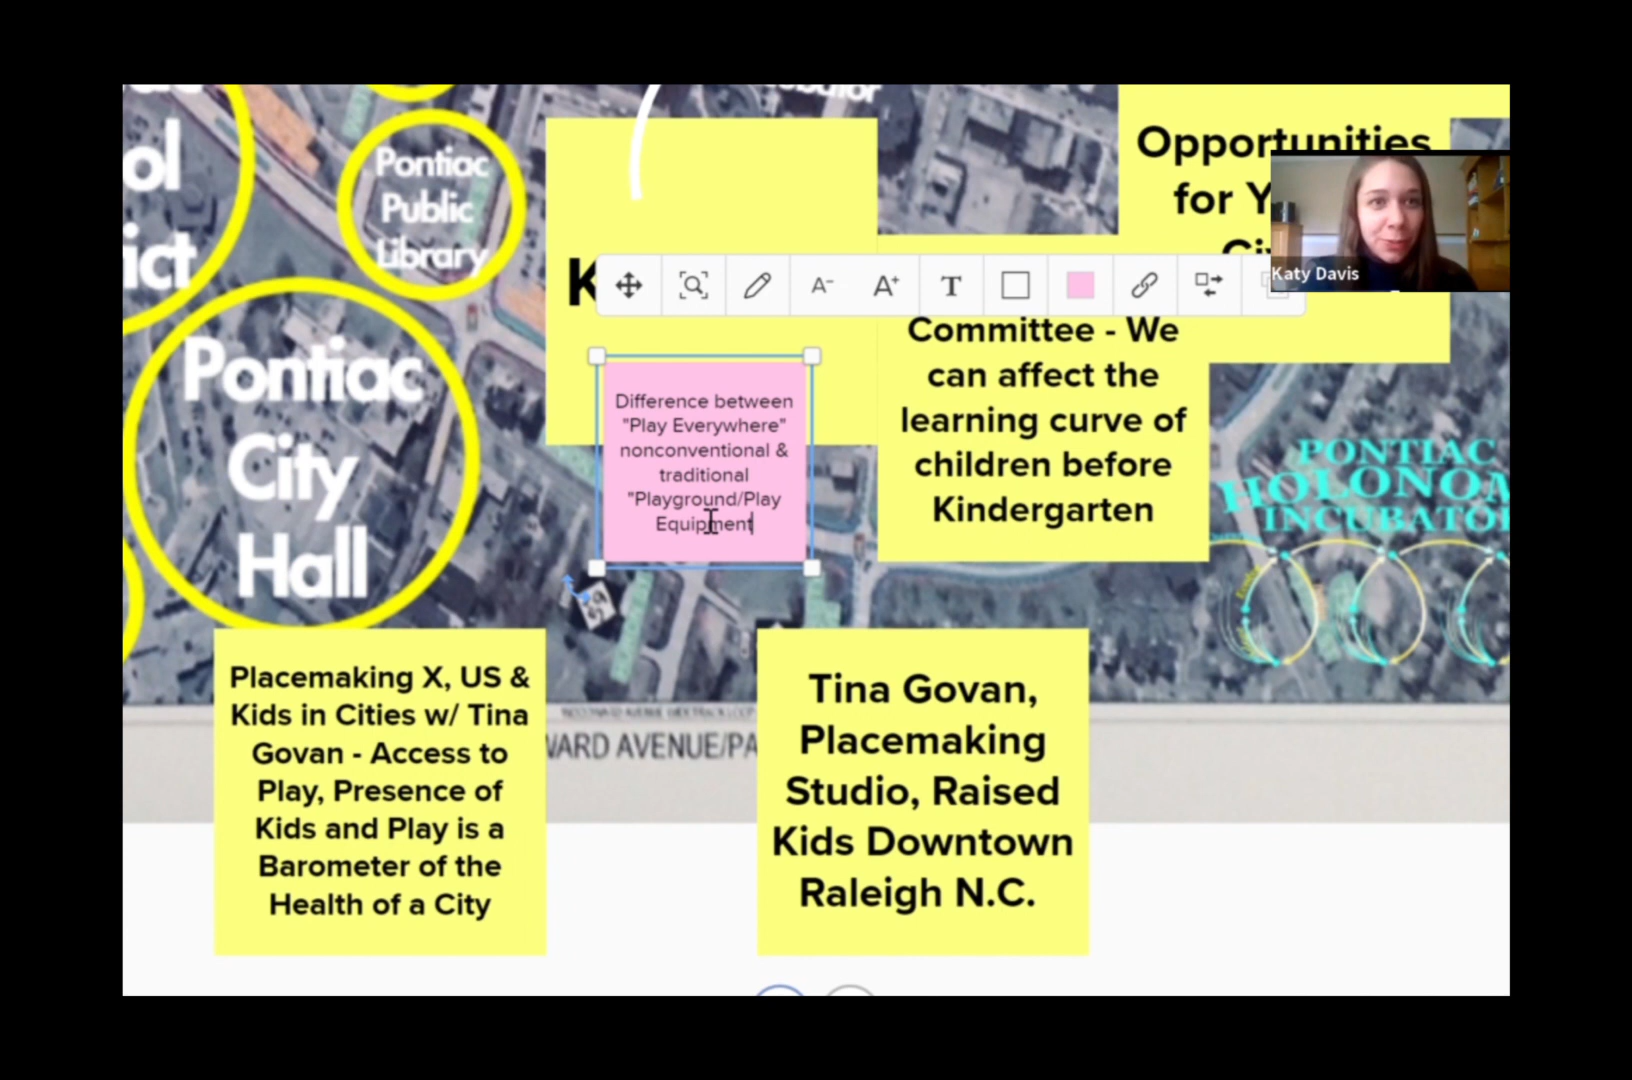 ol
ict
Pontiac
Public
Library
Pontiac
City
Hall
K
Difference between
"Play Everywhere"
nonconventional &
traditional
"Playground/Play
Equipment
Opportunities
for Y
Katy Davis
A-
A+
T
Committee - We
can affect the
learning curve of
children before
Kindergarten
PONTIAC
HOLONOM
INCUBATOR
Placemaking X, US &
Kids in Cities w/ Tina
Govan - Access to
Play, Presence of
Kids and Play is a
Barometer of the
Health of a City
WARD AVENUE/PA
Tina Govan,
Placemaking
Studio, Raised
Kids Downtown
Raleigh N.C.